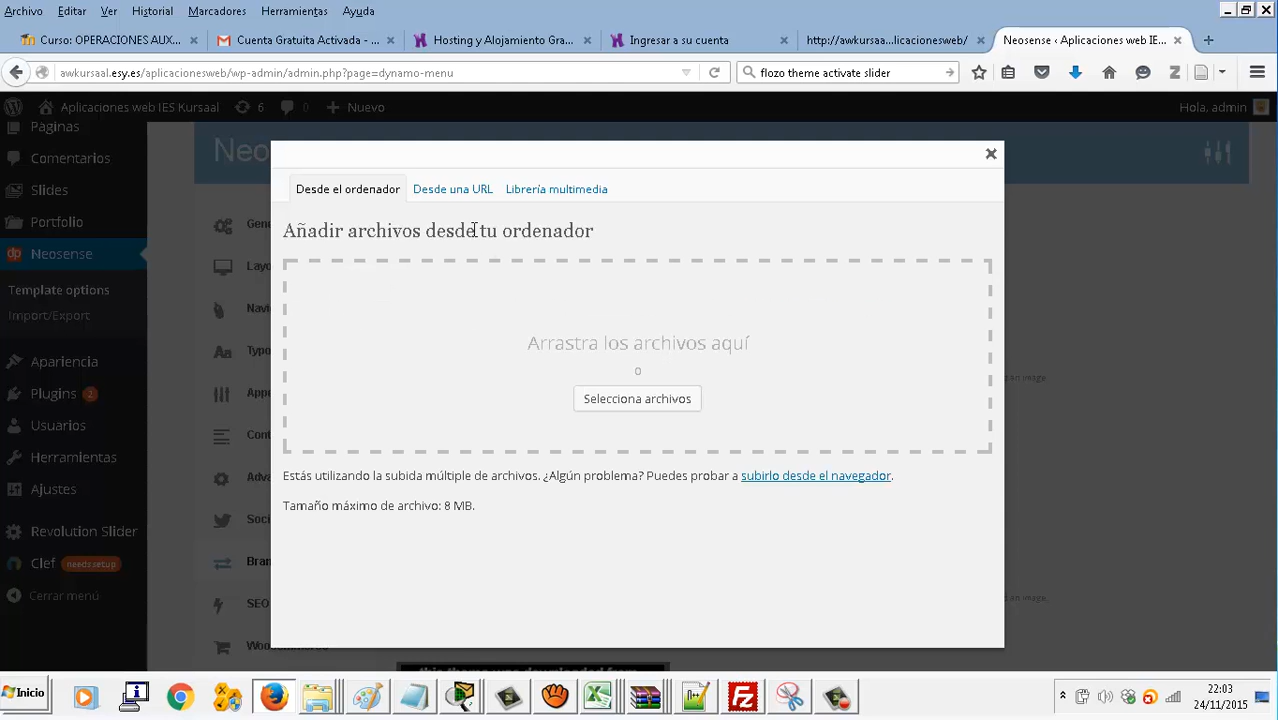 Archivo Editar Ver Historial Marcadores Herramientas Ayuda
Curso: OPERACIONES AUX... Cuenta Gratuita Activada - ... Hosting y Alojamiento Gra... Ingresar a su cuenta http://awkursaa...licacionesweb/ Neosense ‹ Aplicaciones web IE...
awkursaal.esy.es/aplicacionesweb/wp-admin/admin.php?page=dynamo-menu flozo theme activate slider
Aplicaciones web IES Kursaal 6 0 Nuevo Hola, admin
Páginas
Comentarios
Slides
Portfolio
Neosense
Template options
Import/Export
Apariencia
Plugins 2
Usuarios
Herramientas
Ajustes
Revolution Slider
Clef needs setup
Cerrar menú
Desde el ordenador Desde una URL Librería multimedia
Añadir archivos desde tu ordenador
Arrastra los archivos aquí
o
Selecciona archivos
Estás utilizando la subida múltiple de archivos. ¿Algún problema? Puedes probar a subirlo desde el navegador.
Tamaño máximo de archivo: 8 MB.
SEO
this theme was downloaded from
Inicio
22:03
24/11/2015